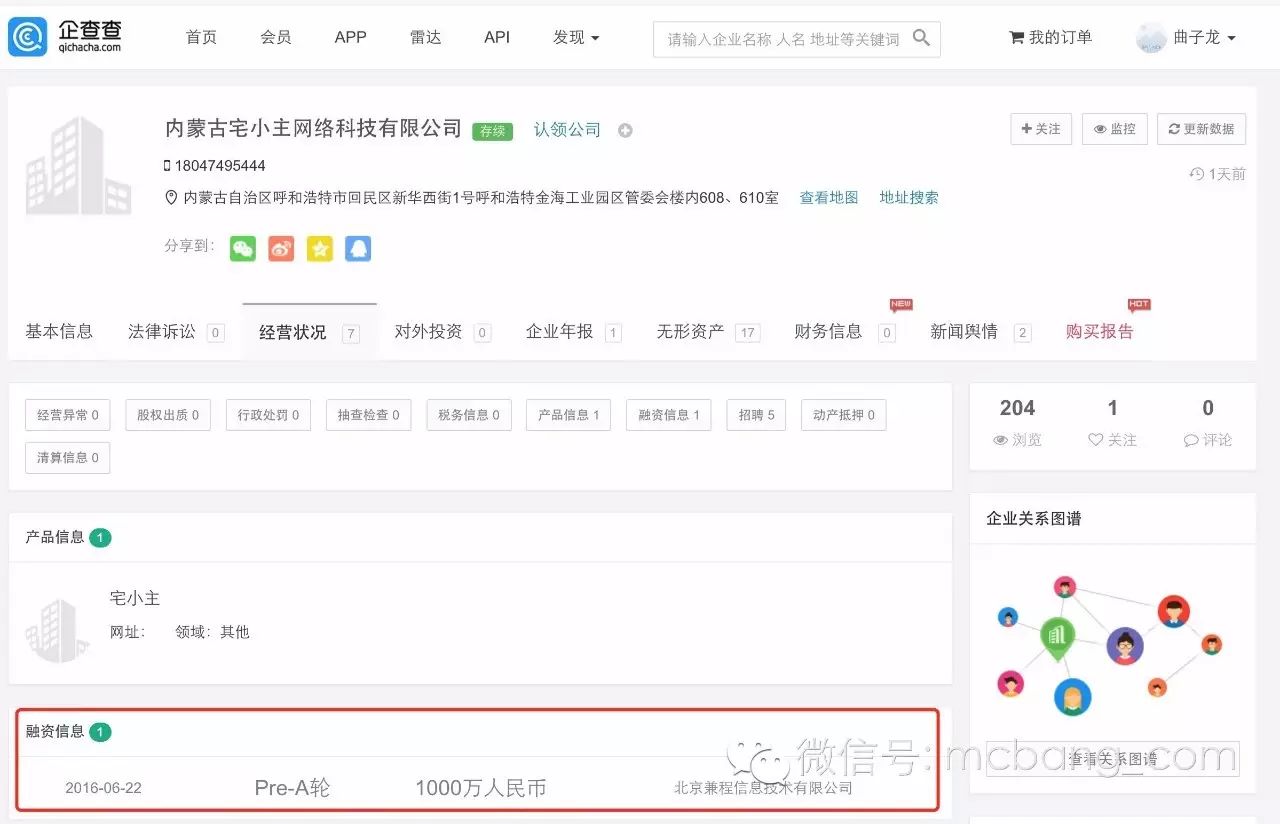 企查查
qichacha.com
首页 会员 APP 雷达 API 发现
请输入企业名称 人名 地址等关键词
我的订单 曲子龙
内蒙古宅小主网络科技有限公司 存续 认领公司
关注 监控 更新数据
18047495444
1天前
内蒙古自治区呼和浩特市回民区新华西街1号呼和浩特金海工业园区管委会楼内608、610室 查看地图 地址搜索
分享到：
NEW HOT
基本信息 法律诉讼 0 经营状况 7 对外投资 0 企业年报 1 无形资产 17 财务信息 0 新闻舆情 2 购买报告
经营异常 0 股权出质 0 行政处罚 0 抽查检查 0 税务信息 0 产品信息 1 融资信息 1 招聘 5 动产抵押 0
清算信息 0
204 1 0
浏览 关注 评论
产品信息 1
宅小主
网址： 领域：其他
企业关系图谱
查看关系图谱
融资信息 1
2016-06-22 Pre-A轮 1000万人民币 北京兼程信息技术有限公司
微信号: mcbang_com